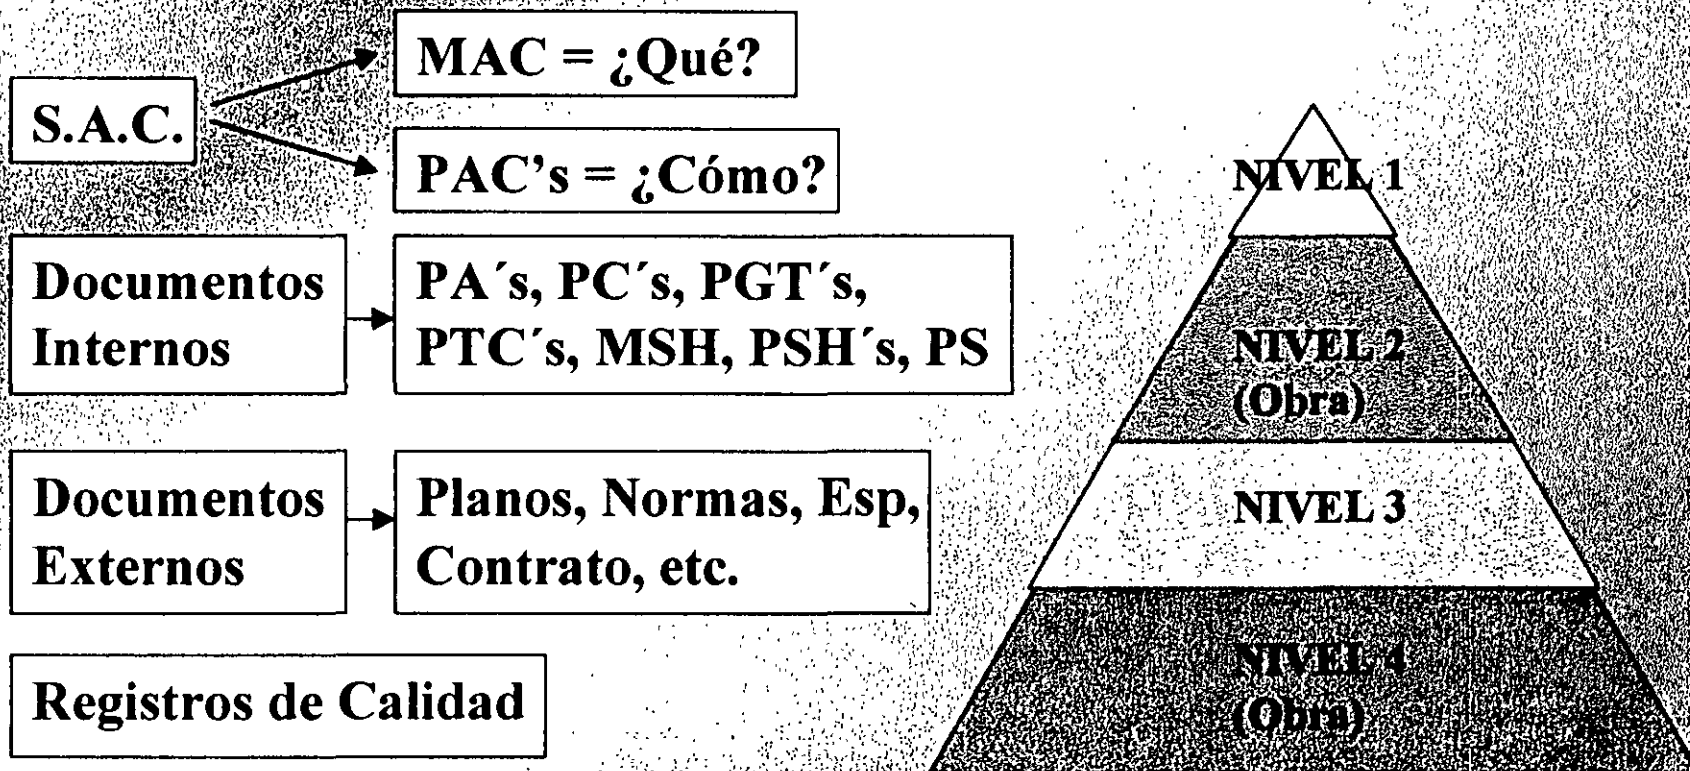 MAC = ¿Qué?
S.A.C.
PAC’s = ¿Cómo?
NIVEL 1
Documentos
Internos
PA´s, PC´s, PGT´s,
PTC´s, MSH, PSH´s, PS
NIVEL 2
(Obra)
Documentos
Externos
Planos, Normas, Esp,
Contrato, etc.
NIVEL 3
Registros de Calidad
NIVEL 4
(Obra)